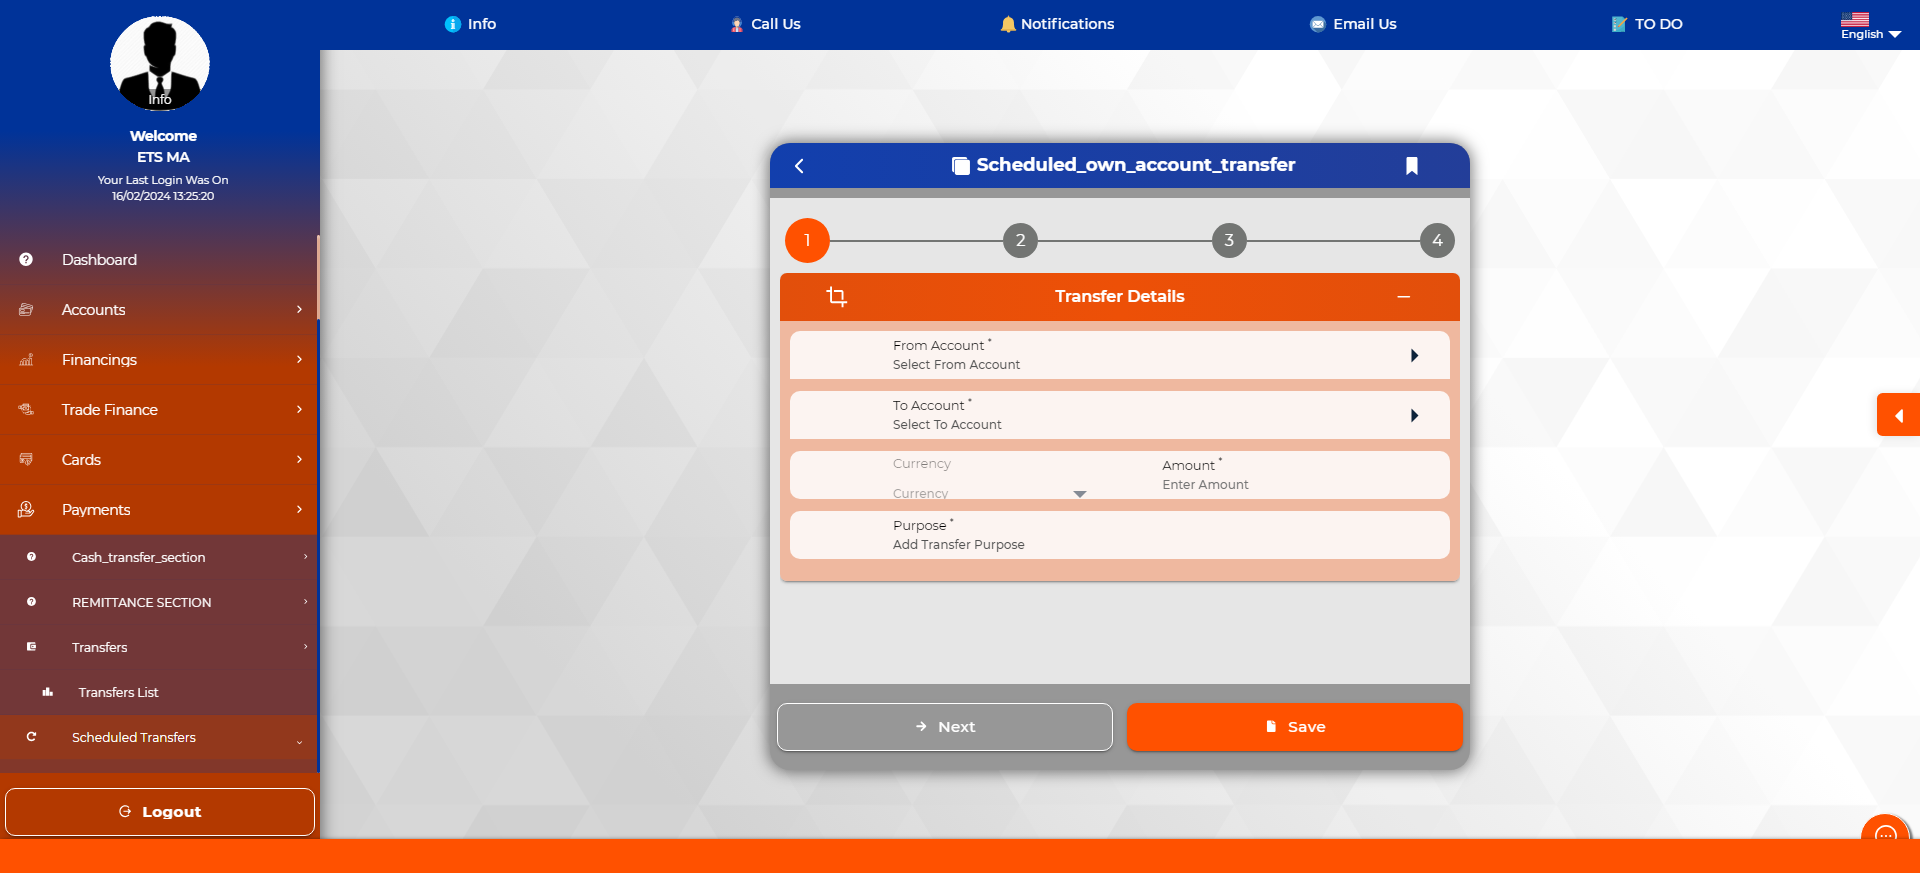 Info
Call Us
Notifications
Email Us
TO DO
English
Info
Welcome
ETS MA
Your Last Login Was On
16/02/2024 13:25:20
Dashboard
Accounts
Financings
Trade Finance
Cards
Payments
Cash_transfer_section
REMITTANCE SECTION
Transfers
Transfers List
Scheduled Transfers
Logout
Scheduled_own_account_transfer
1 2 3 4
Transfer Details
From Account *
Select From Account
To Account *
Select To Account
Currency
Currency
Amount *
Enter Amount
Purpose *
Add Transfer Purpose
Next
Save